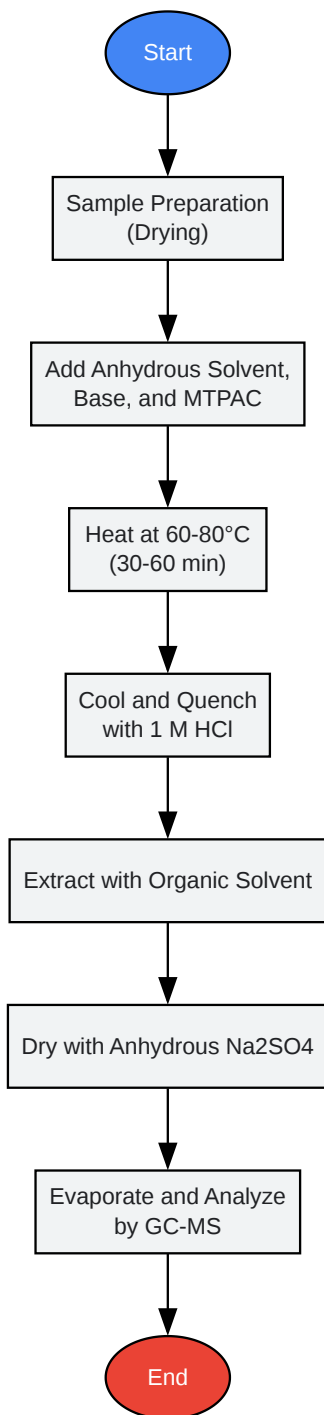 Start
Sample Preparation
(Drying)
Add Anhydrous Solvent,
Base, and MTPAC
Heat at 60-80°C
(30-60 min)
Cool and Quench
with 1 M HCl
Extract with Organic Solvent
Dry with Anhydrous Na2SO4
Evaporate and Analyze
by GC-MS
End